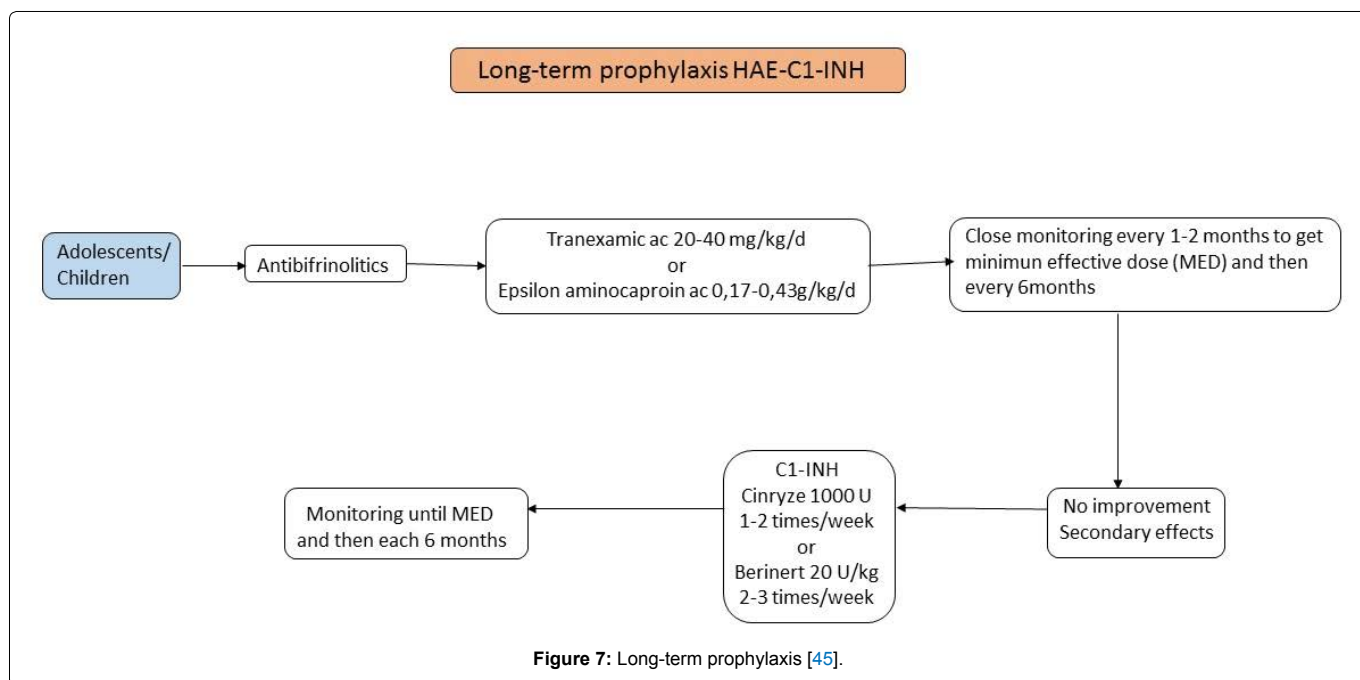 Long-term prophylaxis HAE-C1-INH
Adolescents/
Children
Antibifrinolitics
Tranexamic ac 20-40 mg/kg/d
or
Epsilon aminocaproin ac 0,17-0,43g/kg/d
Close monitoring every 1-2 months to get
minimun effective dose (MED) and then
every 6months
No improvement
Secondary effects
C1-INH
Cinryze 1000 U
1-2 times/week
or
Berinert 20 U/kg
2-3 times/week
Monitoring until MED
and then each 6 months
Figure 7: Long-term prophylaxis [45].